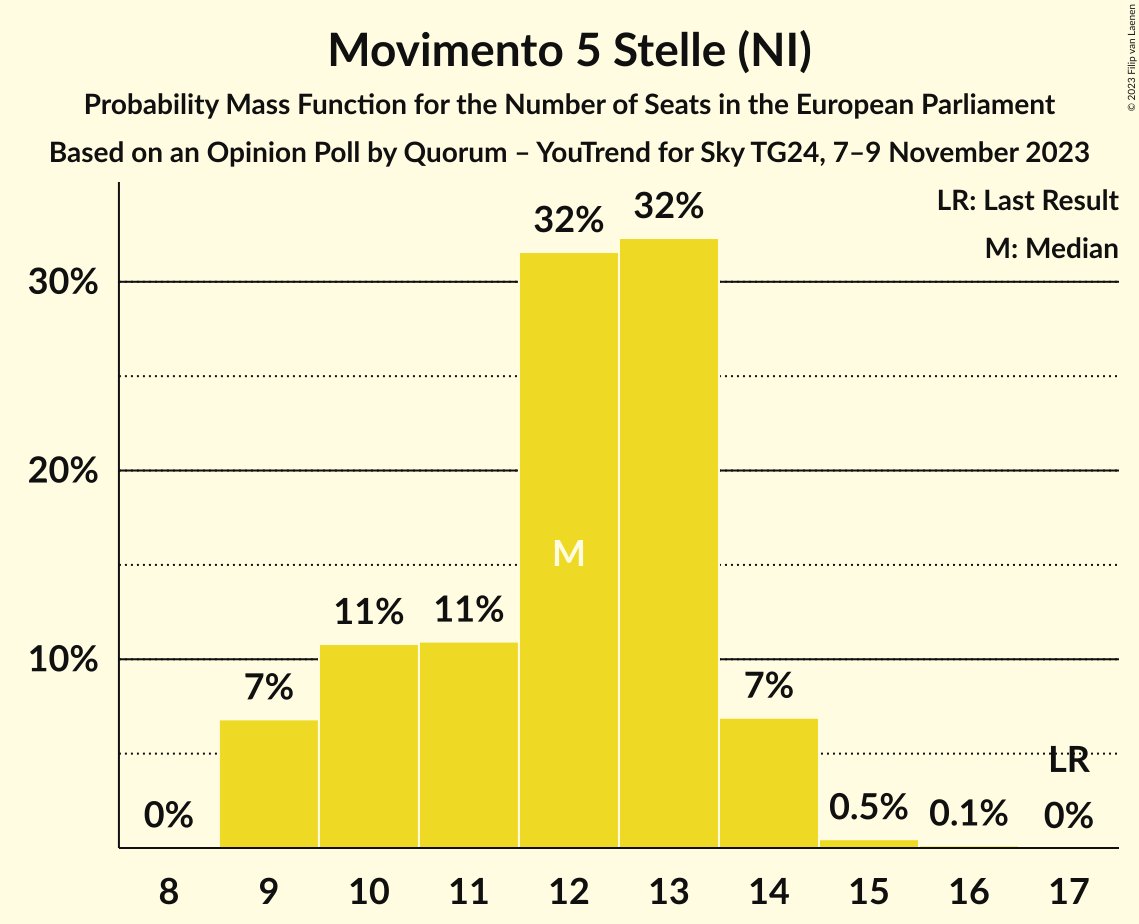 Movimento 5 Stelle (NI)
Probability Mass Function for the Number of Seats in the European Parliament
Based on an Opinion Poll by Quorum – YouTrend for Sky TG24, 7–9 November 2023
© 2023 Filip van Laenen
LR: Last Result
M: Median
32%
32%
30%
20%
M
11%
11%
10%
7%
7%
LR
0%
0.5%
0.1%
0%
8
9
10
11
12
13
14
15
16
17